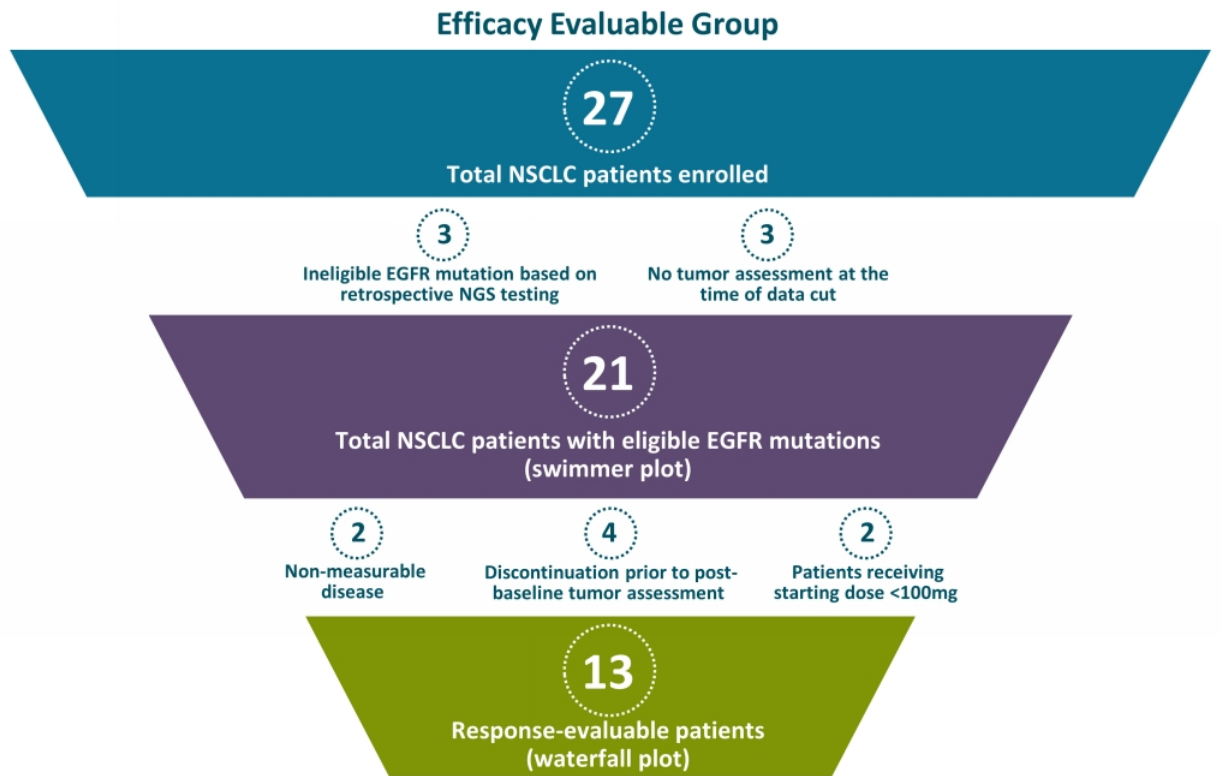 Efficacy Evaluable Group
27
Total NSCLC patients enrolled
3
Ineligible EGFR mutation based on
retrospective NGS testing
3
No tumor assessment at the
time of data cut
21
Total NSCLC patients with eligible EGFR mutations
(swimmer plot)
2
Non-measurable
disease
4
Discontinuation prior to post-
baseline tumor assessment
2
Patients receiving
starting dose <100mg
13
Response-evaluable patients
(waterfall plot)